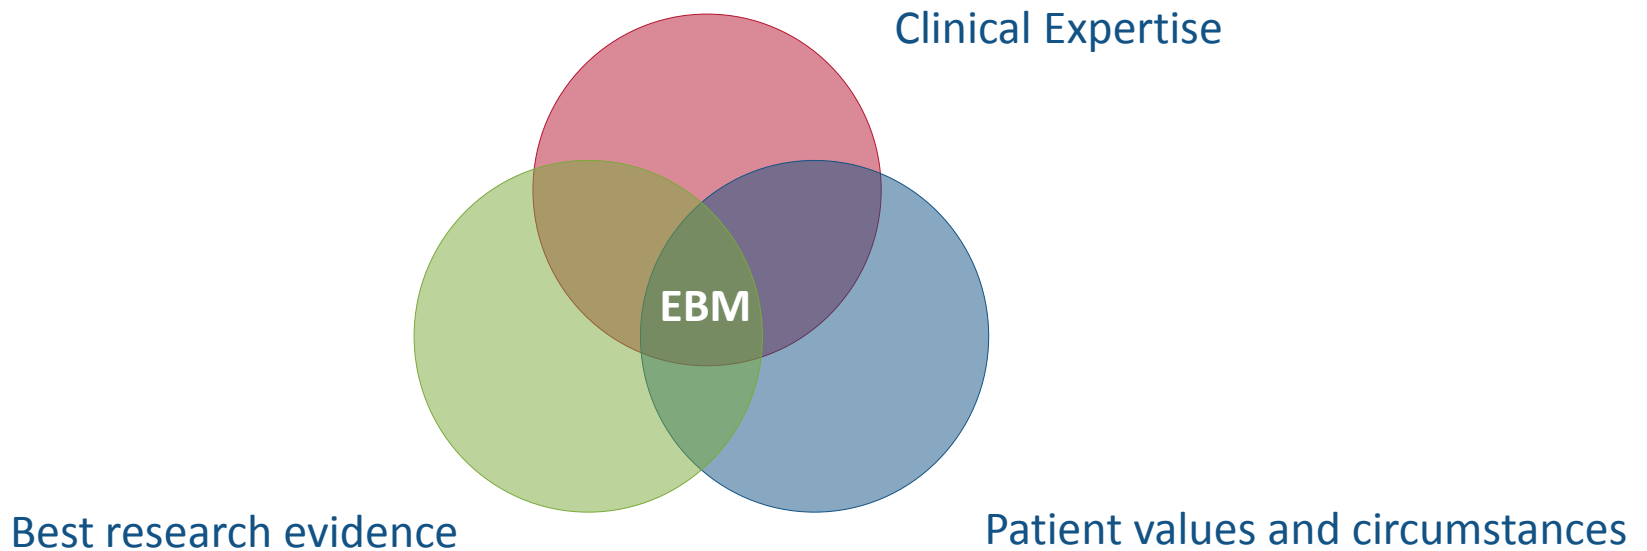 Clinical Expertise
EBM
Best research evidence
Patient values and circumstances